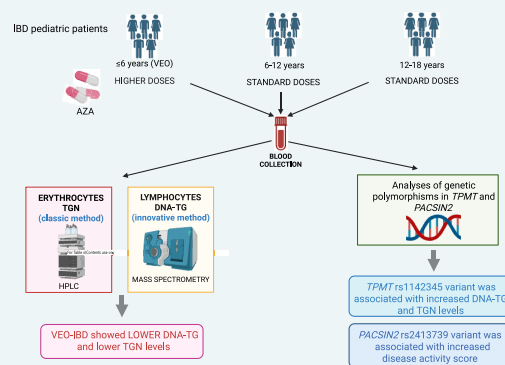 IBD pediatric patients
≤6 years (VEO)
6-12 years
12-18 years
HIGHER DOSES
STANDARD DOSES
STANDARD DOSES
AZA
BLOOD
COLLECTION
ERYTHROCYTES
TGN
(classic method)
HPLC
LYMPHOCYTES
DNA-TG
(innovative method)
MASS SPECTROMETRY
Analyses of genetic
polymorphisms in TPMT and
PACSIN2
VEO-IBD showed LOWER DNA-TG
and lower TGN levels
TPMT rs1142345 variant was
associated with increased DNA-TG
and TGN levels
PACSIN2 rs2413739 variant was
associated with increased
disease activity score